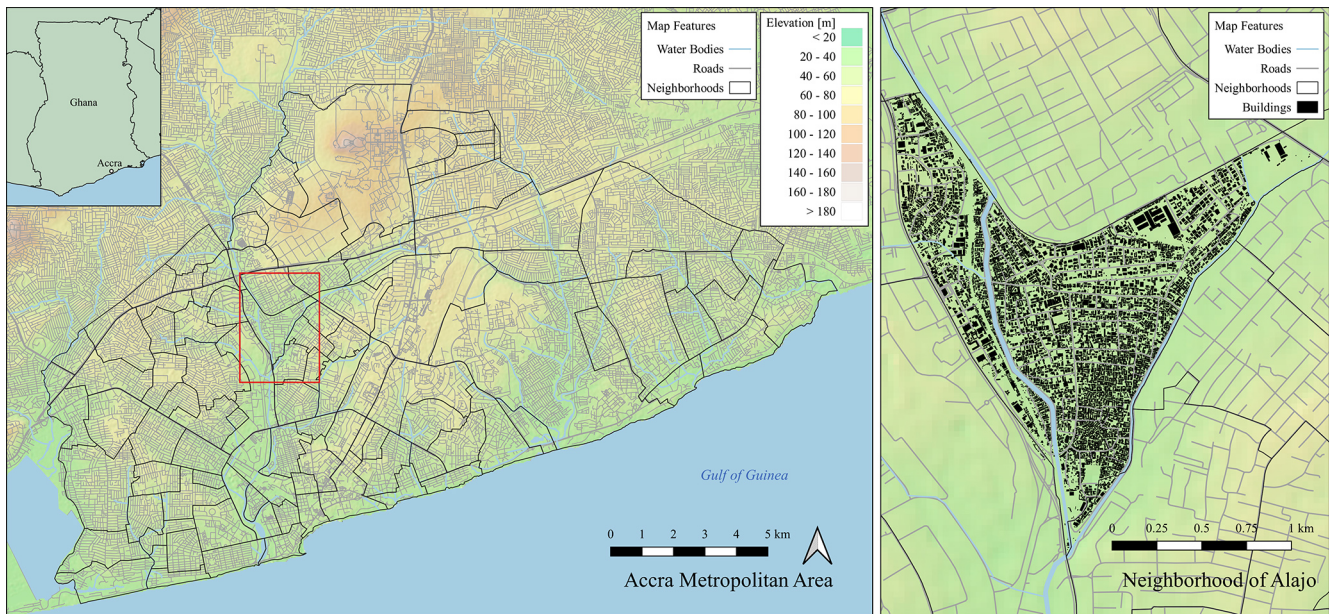 Ghana
Accra
Map Features
Water Bodies
Roads
Neighborhoods
Elevation [m]
< 20
20 - 40
40 - 60
60 - 80
80 - 100
100 - 120
120 - 140
140 - 160
160 - 180
> 180
Gulf of Guinea
0 1 2 3 4 5 km
Accra Metropolitan Area
Map Features
Water Bodies
Roads
Neighborhoods
Buildings
0 0.25 0.5 0.75 1 km
Neighborhood of Alajo